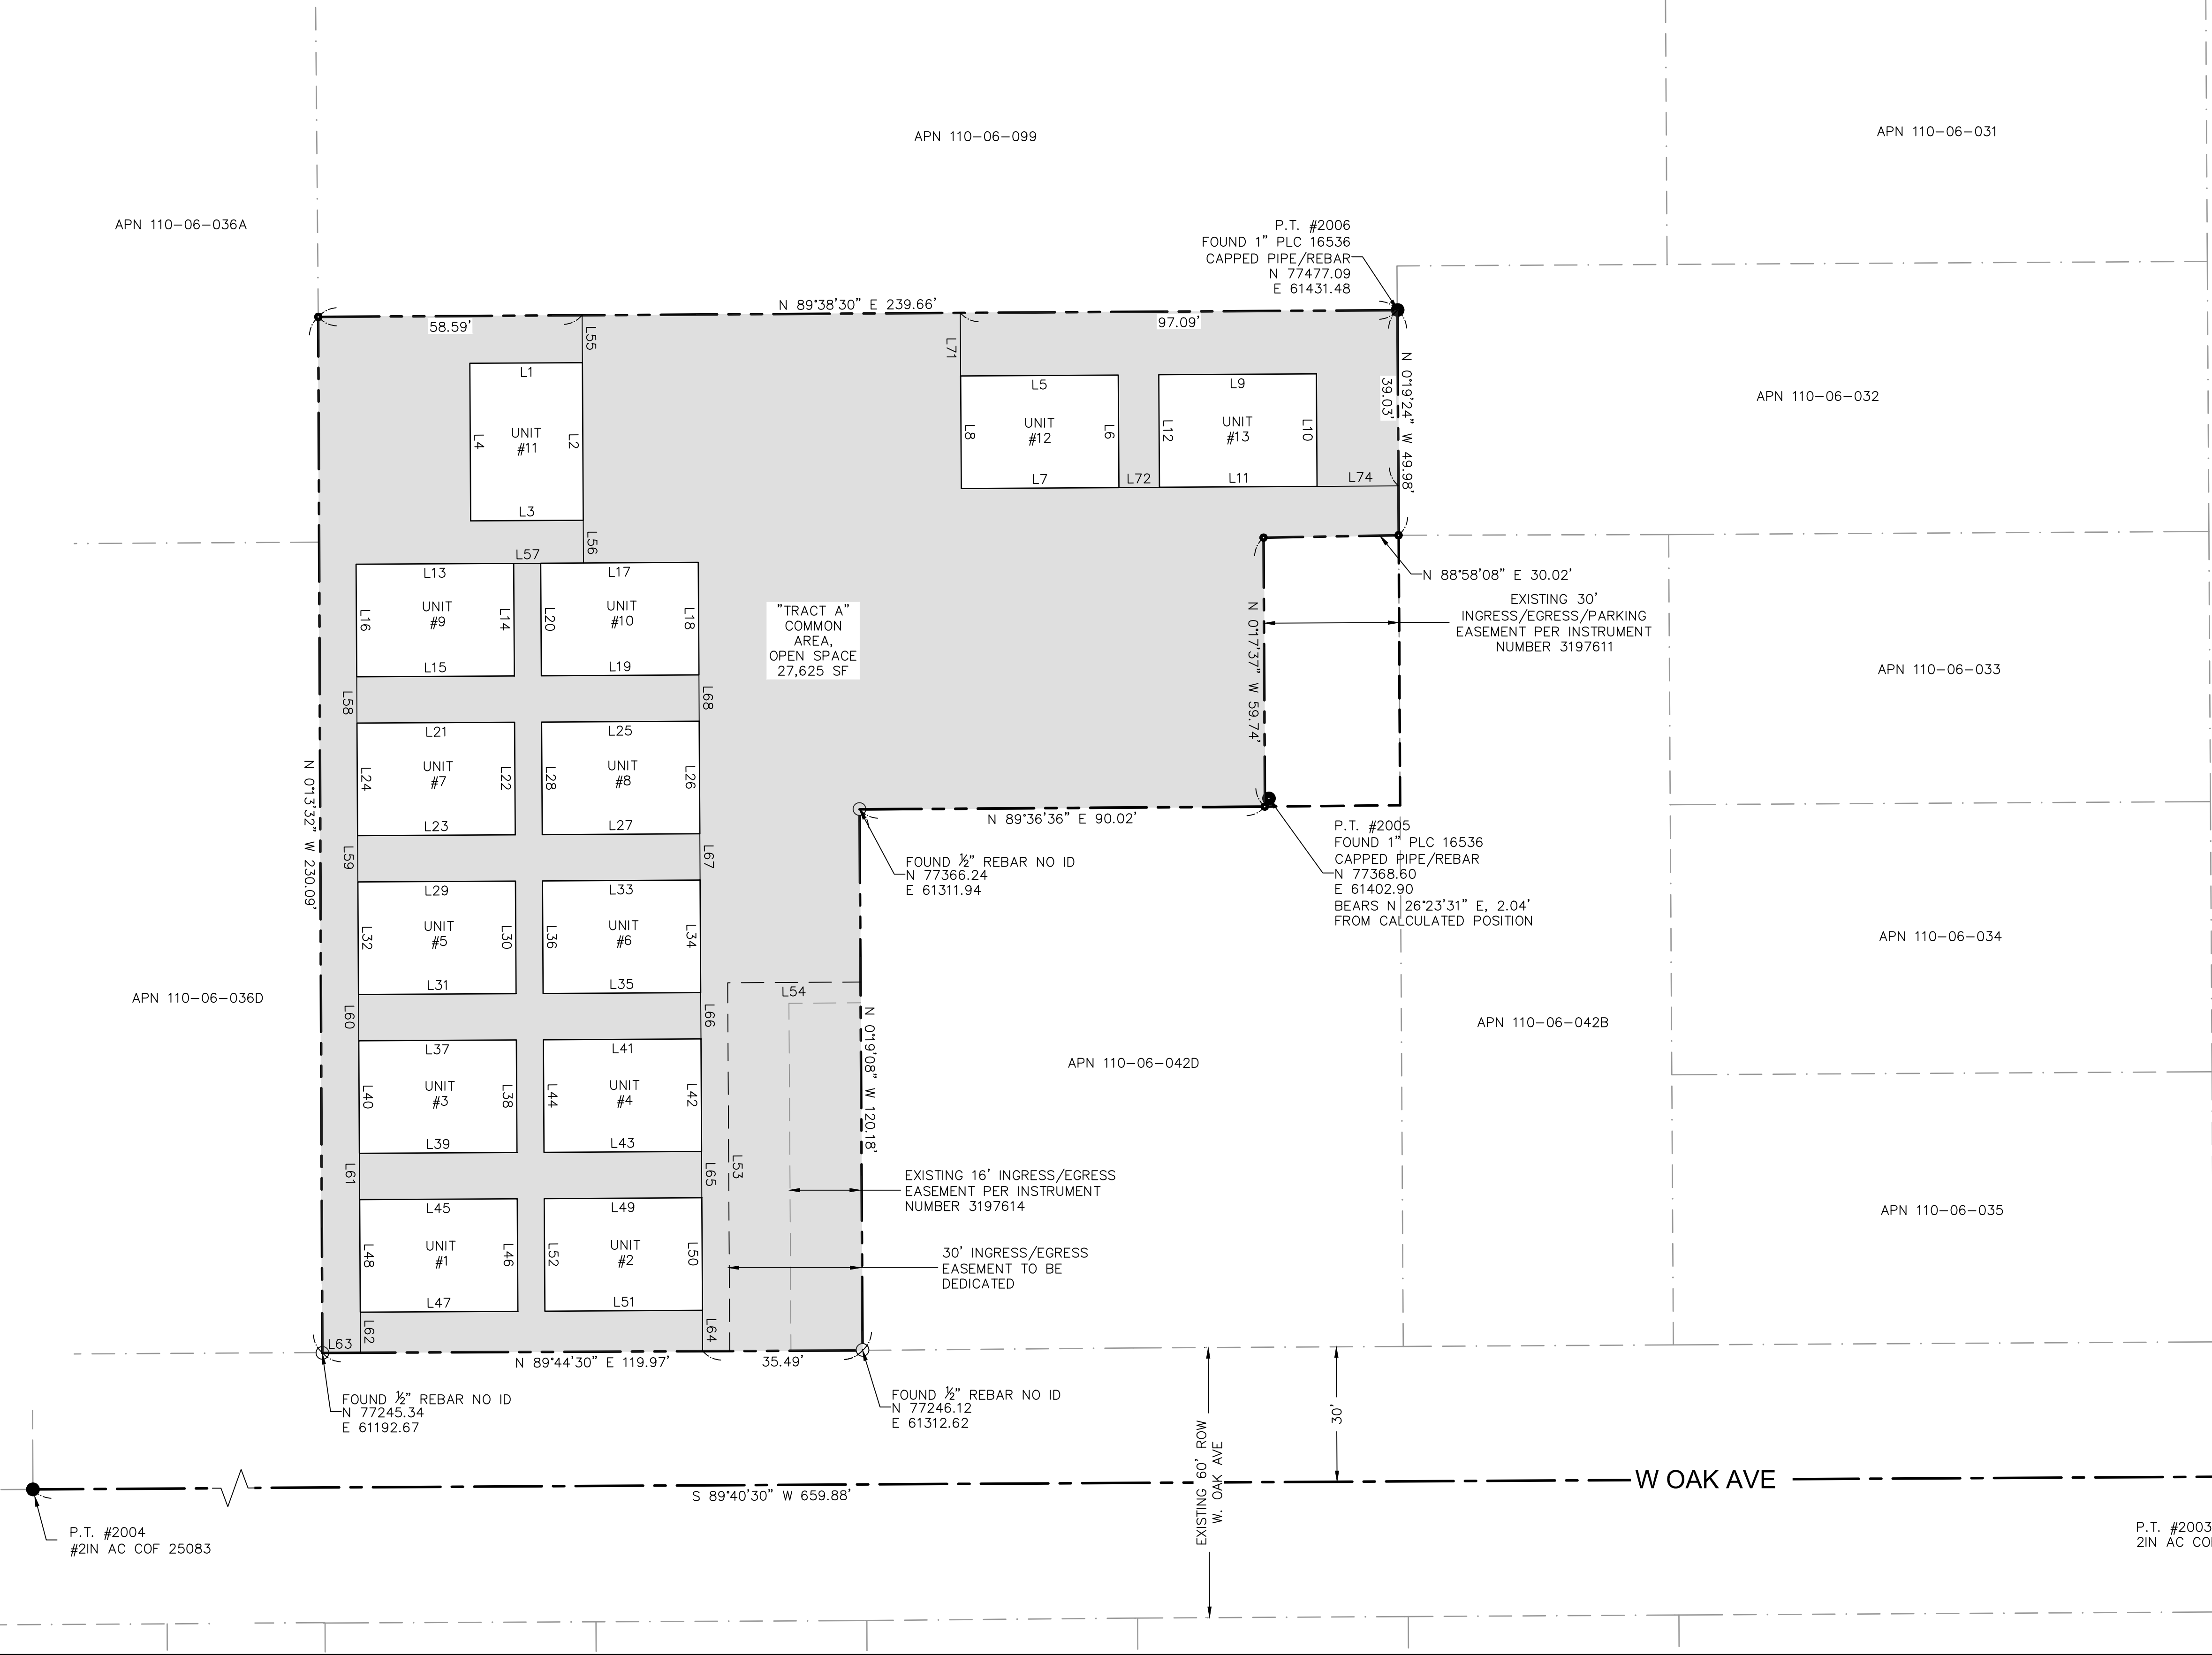 APN 110-06-099
APN 110-06-031
APN 110-06-036A
P.T. #2006
FOUND 1" PLC 16536
CAPPED PIPE/REBAR
N 77477.09
E 61431.48
N 89°38'30" E 239.66'
58.59'
97.09'
L55
L71
N 0°19'24" W 49.98'
39.03'
APN 110-06-032
L1
L4
UNIT
#11
L2
L3
L5
L8
UNIT
#12
L6
L7
L9
L12
UNIT
#13
L10
L11
L72
L74
L56
L57
N 88°58'08" E 30.02'
EXISTING 30'
INGRESS/EGRESS/PARKING
EASEMENT PER INSTRUMENT
NUMBER 3197611
L13
L16
UNIT
#9
L14
L15
L17
L20
UNIT
#10
L18
L19
"TRACT A"
COMMON
AREA,
OPEN SPACE
27,625 SF
N 0°17'37" W 59.74'
APN 110-06-033
L58
L68
L21
L24
UNIT
#7
L22
L23
L25
L28
UNIT
#8
L26
L27
N 0°13'32" W 230.09'
N 89°36'36" E 90.02'
P.T. #2005
FOUND 1" PLC 16536
CAPPED PIPE/REBAR
N 77368.60
E 61402.90
BEARS N 26°23'31" E, 2.04'
FROM CALCULATED POSITION
FOUND ½" REBAR NO ID
N 77366.24
E 61311.94
L59
L67
L29
L32
UNIT
#5
L30
L31
L33
L36
UNIT
#6
L34
L35
APN 110-06-034
APN 110-06-036D
L54
L60
L66
N 0°19'08" W 120.18'
APN 110-06-042B
APN 110-06-042D
L37
L40
UNIT
#3
L38
L39
L41
L44
UNIT
#4
L42
L43
L61
L65
L53
EXISTING 16' INGRESS/EGRESS
EASEMENT PER INSTRUMENT
NUMBER 3197614
APN 110-06-035
L45
L48
UNIT
#1
L46
L47
L49
L52
UNIT
#2
L50
L51
30' INGRESS/EGRESS
EASEMENT TO BE
DEDICATED
L63
L62
L64
N 89°44'30" E 119.97'
35.49'
FOUND ½" REBAR NO ID
N 77245.34
E 61192.67
FOUND ½" REBAR NO ID
N 77246.12
E 61312.62
30'
EXISTING 60' ROW
W. OAK AVE
W OAK AVE
S 89°40'30" W 659.88'
P.T. #2004
#2IN AC COF 25083
P.T. #2003
2IN AC